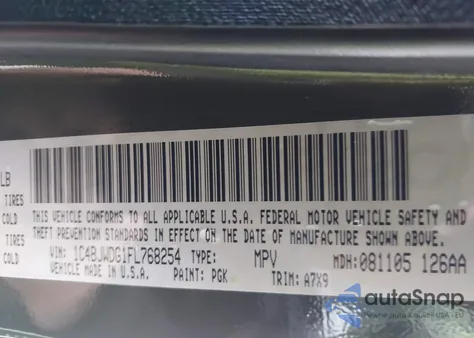 LB
TIRES
COLD THIS VEHICLE CONFORMS TO ALL APPLICABLE U.S.A. FEDERAL MOTOR VEHICLE SAFETY AND
TIRES THEFT PREVENTION STANDARDS IN EFFECT ON THE DATE OF MANUFACTURE SHOWN ABOVE.
COLD VIN: 1C4BJWDG1FL768254 TYPE: MPV MDH: 081105 126AA
MADE IN U.S.A. PAINT: PGK TRIM: A7X9
autoSnap